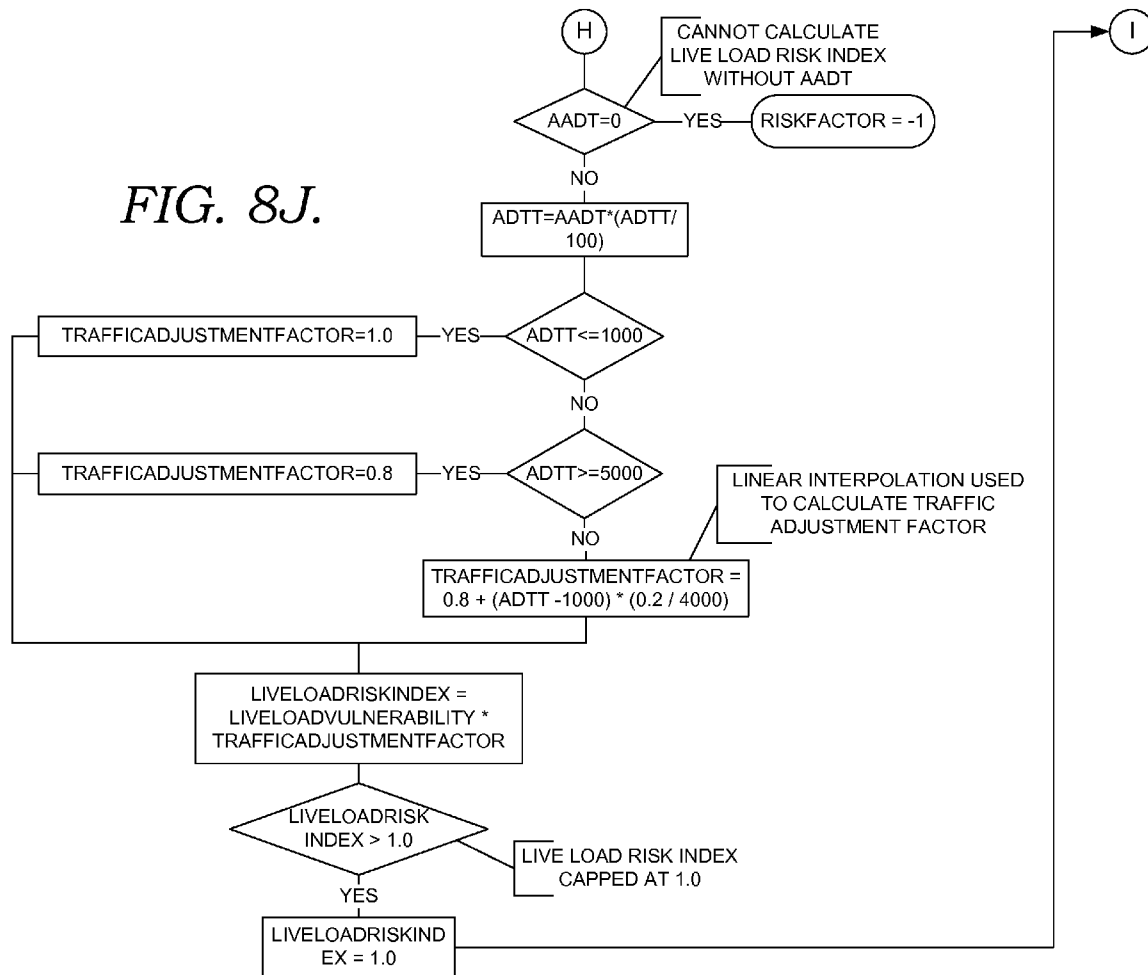 H
CANNOT CALCULATE
LIVE LOAD RISK INDEX
WITHOUT AADT
I
AADT=0
YES
RISKFACTOR = -1
NO
FIG. 8J.
ADTT=AADT*(ADTT/
100)
TRAFFICADJUSTMENTFACTOR=1.0
YES
ADTT<=1000
NO
TRAFFICADJUSTMENTFACTOR=0.8
YES
ADTT>=5000
LINEAR INTERPOLATION USED
TO CALCULATE TRAFFIC
ADJUSTMENT FACTOR
NO
TRAFFICADJUSTMENTFACTOR =
0.8 + (ADTT -1000) * (0.2 / 4000)
LIVELOADRISKINDEX =
LIVELOADVULNERABILITY *
TRAFFICADJUSTMENTFACTOR
LIVELOADRISK
INDEX > 1.0
LIVE LOAD RISK INDEX
CAPPED AT 1.0
YES
LIVELOADRISKIND
EX = 1.0